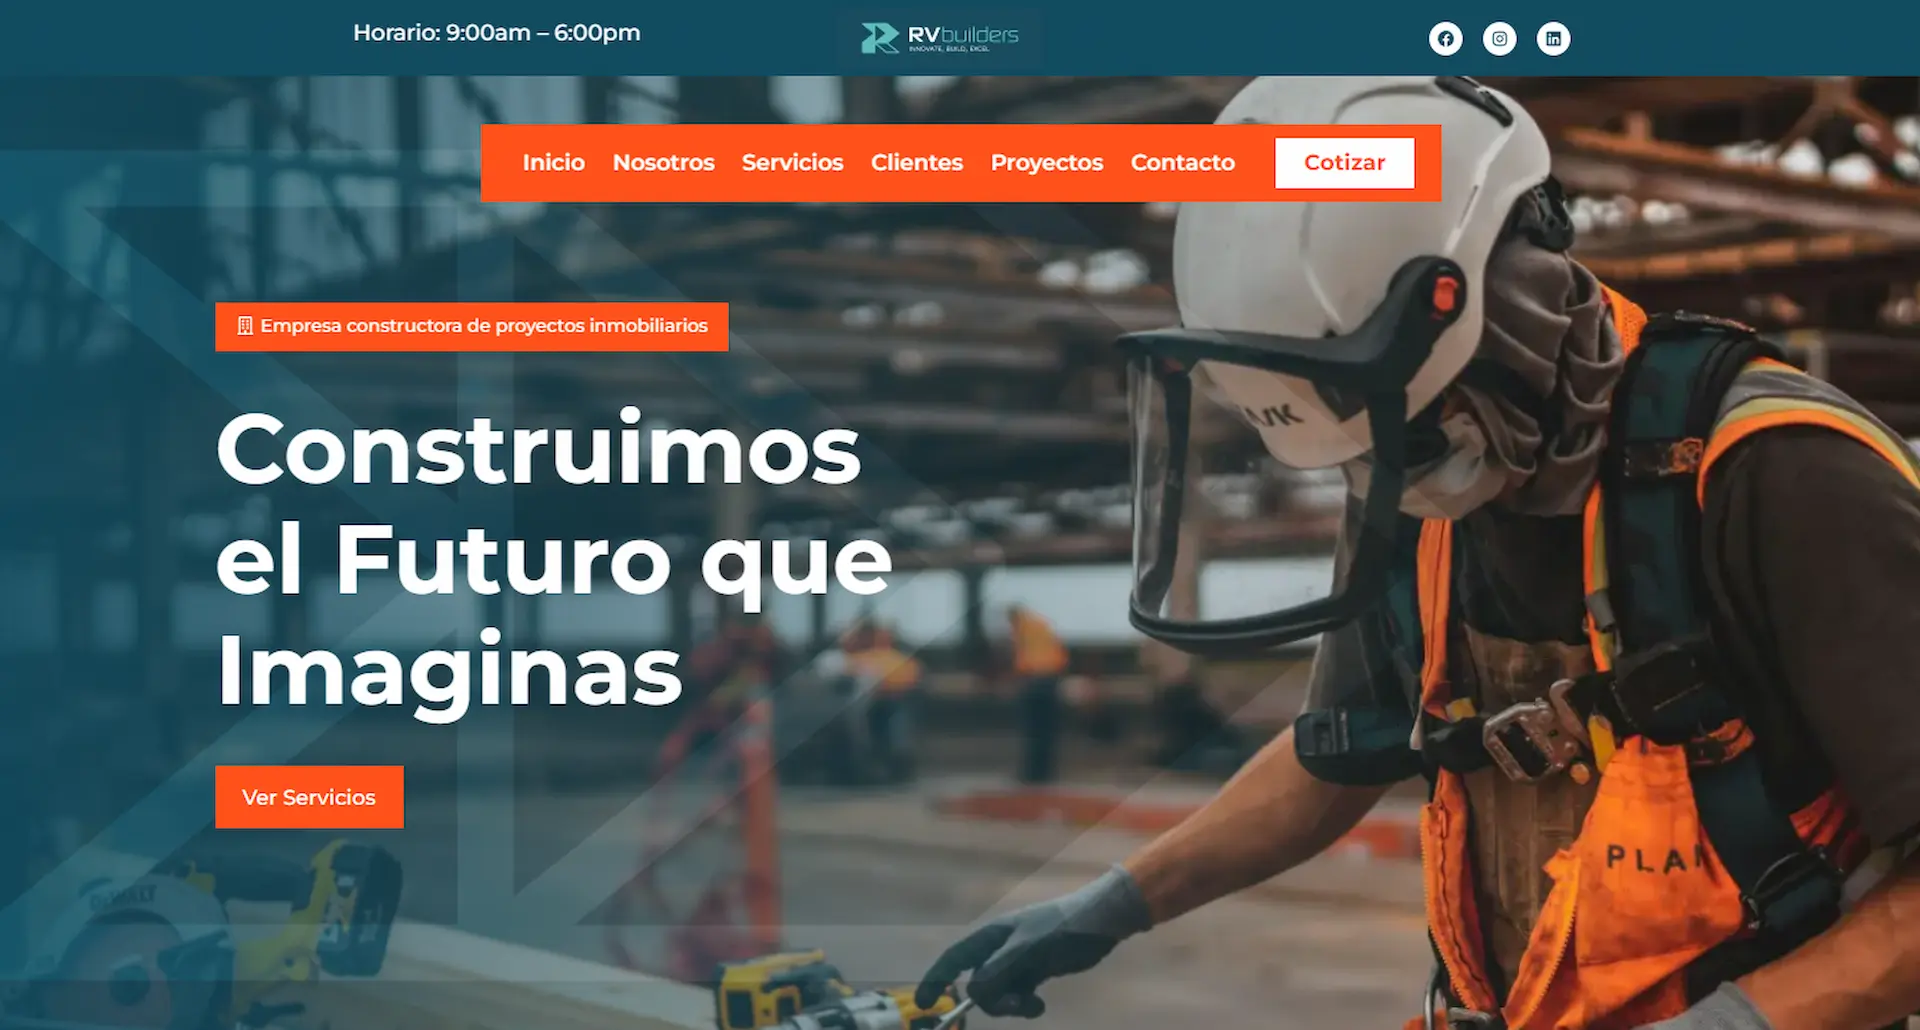 Horario: 9:00am – 6:00pm
RVbuilders
INNOVATE, BUILD, EXCEL
Inicio Nosotros Servicios Clientes Proyectos Contacto Cotizar
Empresa constructora de proyectos inmobiliarios
Construimos
el Futuro que
Imaginas
Ver Servicios
DeWALT